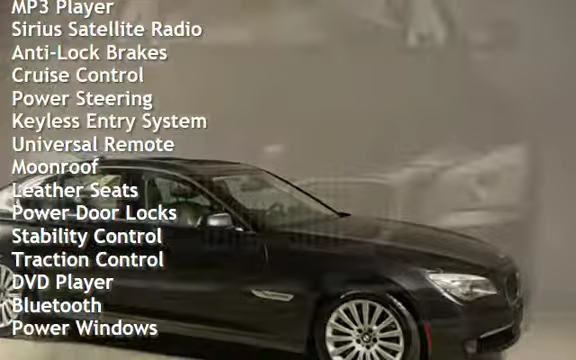 MP3 Player
Sirius Satellite Radio
Anti-Lock Brakes
Cruise Control
Power Steering
Keyless Entry System
Universal Remote
Moonroof
Leather Seats
Power Door Locks
Stability Control
Traction Control
DVD Player
Bluetooth
Power Windows